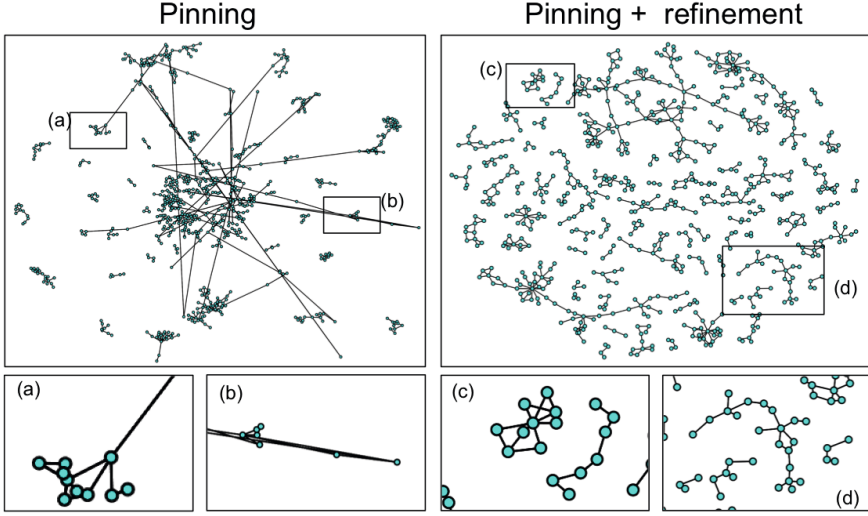 Pinning
Pinning + refinement
(a)
(b)
(c)
(d)
(a)
(b)
(c)
(d)